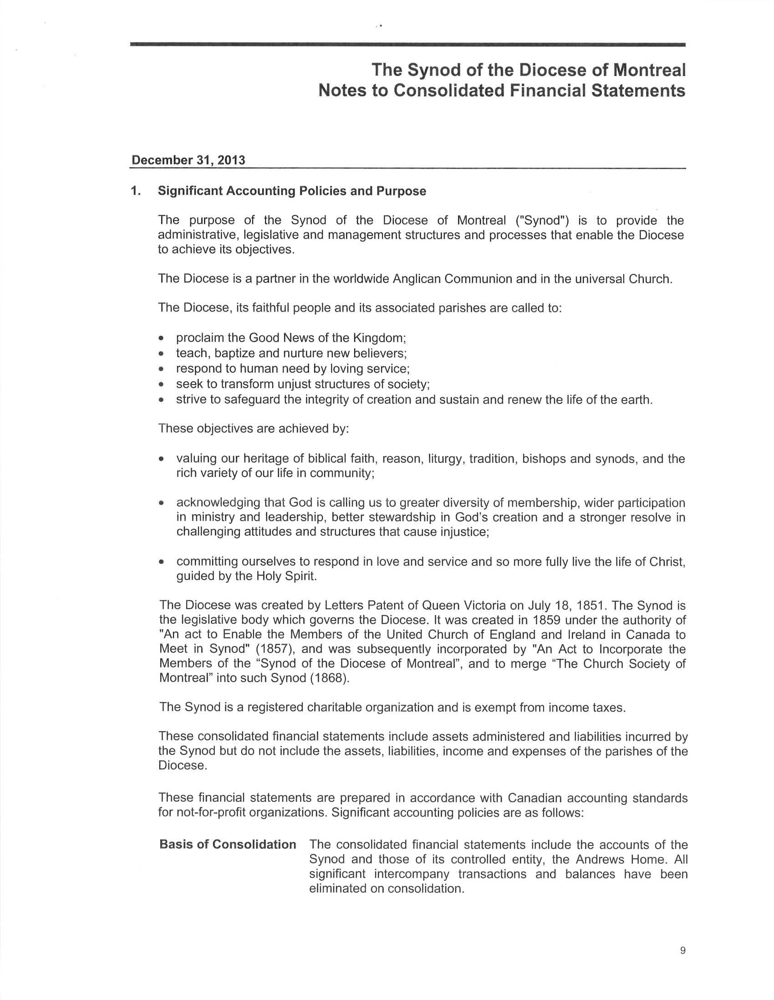 The Synod of the Diocese of Montreal
Notes to Consolidated Financial Statements
December 31, 2013
1. Significant Accounting Policies and Purpose
The purpose of the Synod of the Diocese of Montreal ("Synod") is to provide the
administrative, legislative and management structures and processes that enable the Diocese
to achieve its objectives.
The Diocese is a partner in the worldwide Anglican Communion and in the universal Church.
The Diocese, its faithful people and its associated parishes are called to:
• proclaim the Good News of the Kingdom;
• teach, baptize and nurture new believers;
• respond to human need by loving service;
• seek to transform unjust structures of society;
• strive to safeguard the integrity of creation and sustain and renew the life of the earth.
These objectives are achieved by:
• valuing our heritage of biblical faith, reason, liturgy, tradition, bishops and synods, and the
rich variety of our life in community;
• acknowledging that God is calling us to greater diversity of membership, wider participation
in ministry and leadership, better stewardship in God's creation and a stronger resolve in
challenging attitudes and structures that cause injustice;
• committing ourselves to respond in love and service and so more fully live the life of Christ,
guided by the Holy Spirit.
The Diocese was created by Letters Patent of Queen Victoria on July 18, 1851. The Synod is
the legislative body which governs the Diocese. It was created in 1859 under the authority of
"An act to Enable the Members of the United Church of England and Ireland in Canada to
Meet in Synod" (1857), and was subsequently incorporated by "An Act to Incorporate the
Members of the “Synod of the Diocese of Montreal”, and to merge “The Church Society of
Montreal” into such Synod (1868).
The Synod is a registered charitable organization and is exempt from income taxes.
These consolidated financial statements include assets administered and liabilities incurred by
the Synod but do not include the assets, liabilities, income and expenses of the parishes of the
Diocese.
These financial statements are prepared in accordance with Canadian accounting standards
for not-for-profit organizations. Significant accounting policies are as follows:
Basis of Consolidation The consolidated financial statements include the accounts of the
Synod and those of its controlled entity, the Andrews Home. All
significant intercompany transactions and balances have been
eliminated on consolidation.
9